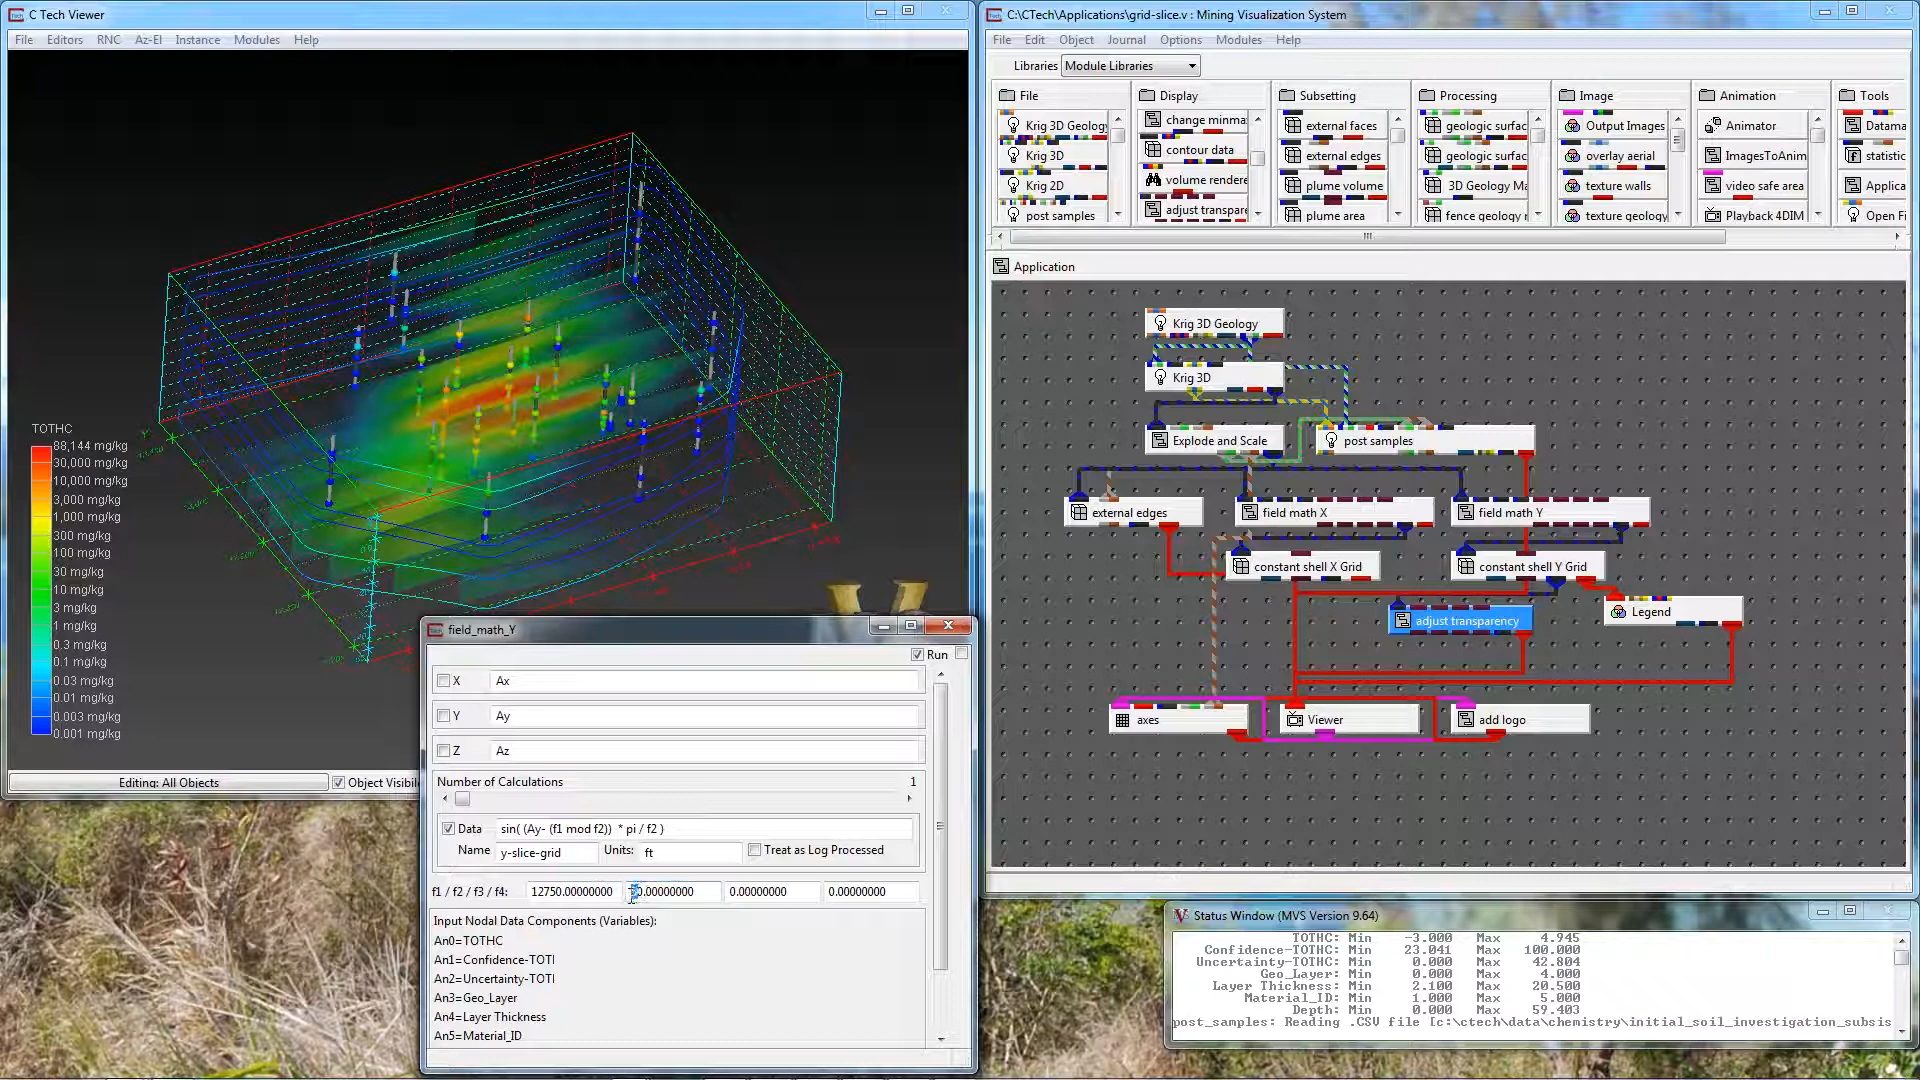 C Tech Viewer
File Editors RNC Az-El Instance Modules Help
TOTHC
88,144 mg/kg
30,000 mg/kg
10,000 mg/kg
3,000 mg/kg
1,000 mg/kg
300 mg/kg
100 mg/kg
30 mg/kg
10 mg/kg
3 mg/kg
1 mg/kg
0.3 mg/kg
0.1 mg/kg
0.03 mg/kg
0.01 mg/kg
0.003 mg/kg
0.001 mg/kg
Editing: All Objects
Object Visibile
field_math_Y
Run
X Ax
Y Ay
Z Az
Number of Calculations 1
Data sin( (Ay- (f1 mod f2)) * pi / f2 )
Name y-slice-grid Units: ft Treat as Log Processed
f1 / f2 / f3 / f4: 12750.00000000 0.00000000 0.00000000 0.00000000
Input Nodal Data Components (Variables):
An0=TOTHC
An1=Confidence-TOTI
An2=Uncertainty-TOTI
An3=Geo_Layer
An4=Layer Thickness
An5=Material_ID
C:\CTech\Applications\grid-slice.v : Mining Visualization System
File Edit Object Journal Options Modules Help
Libraries Module Libraries
File Display Subsetting Processing Image Animation Tools
Krig 3D Geology change minma external faces geologic surfac Output Images Animator Datama
Krig 3D contour data external edges geologic surfac overlay aerial ImagesToAnim statistic
Krig 2D volume rendere plume volume 3D Geology Ma texture walls video safe area Applica
post samples adjust transpare plume area fence geology r texture geology Playback 4DIM Open Fi
Application
Krig 3D Geology
Krig 3D
Explode and Scale post samples
external edges field math X field math Y
constant shell X Grid constant shell Y Grid
adjust transparency Legend
axes Viewer add logo
Status Window (MVS Version 9.64)
TOTHC: Min -3.000 Max 4.945
Confidence-TOTHC: Min 23.041 Max 100.000
Uncertainty-TOTHC: Min 0.000 Max 42.804
Geo_Layer: Min 0.000 Max 4.000
Layer Thickness: Min 2.100 Max 20.500
Material_ID: Min 1.000 Max 5.000
Depth: Min 0.000 Max 59.403
post_samples: Reading .CSV file [c:\ctech\data\chemistry\initial_soil_investigation_subsis